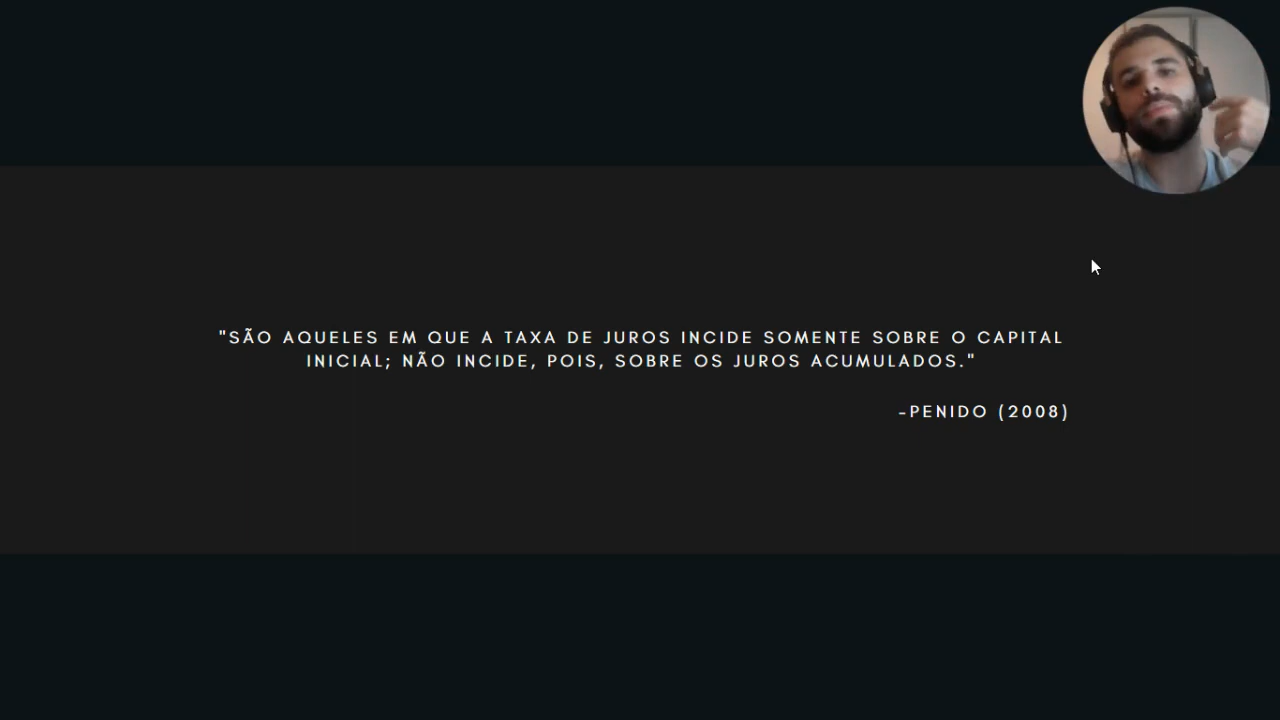 "SÃO AQUELES EM QUE A TAXA DE JUROS INCIDE SOMENTE SOBRE O CAPITAL
INICIAL; NÃO INCIDE, POIS, SOBRE OS JUROS ACUMULADOS."
–PENIDO (2008)